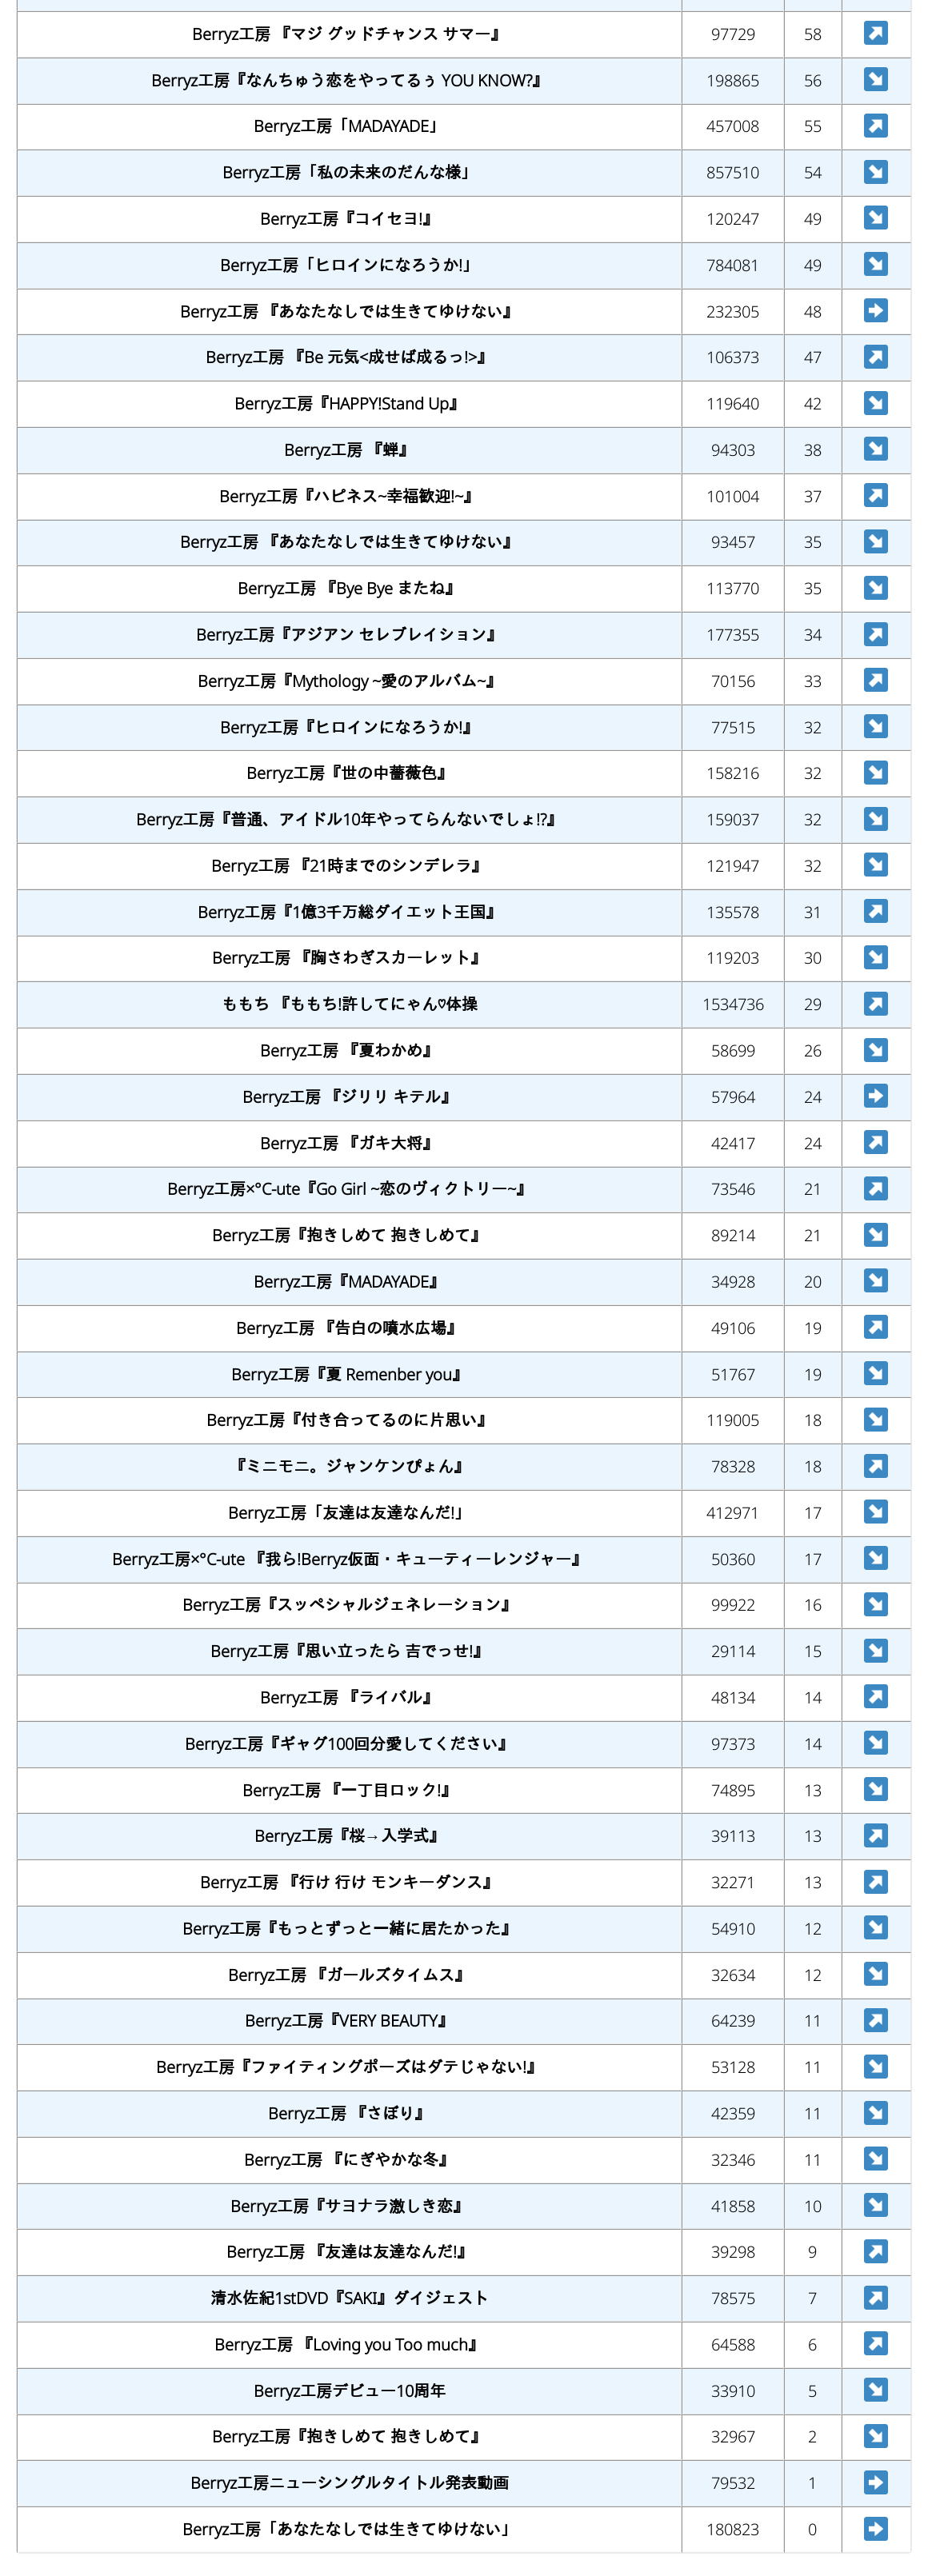 Berryz工房 『マジ グッドチャンス サマー』 97729 58 ↗
Berryz工房『なんちゅう恋をやってるぅ YOU KNOW?』 198865 56 ↘
Berryz工房「MADAYADE」 457008 55 ↗
Berryz工房「私の未来のだんな様」 857510 54 ↘
Berryz工房『コイセヨ!』 120247 49 ↘
Berryz工房「ヒロインになろうか!」 784081 49 ↘
Berryz工房 『あなたなしでは生きてゆけない』 232305 48 ➡
Berryz工房 『Be 元気<成せば成るっ!>』 106373 47 ↗
Berryz工房『HAPPY!Stand Up』 119640 42 ↘
Berryz工房 『蝉』 94303 38 ↘
Berryz工房『ハピネス~幸福歓迎!~』 101004 37 ↗
Berryz工房 『あなたなしでは生きてゆけない』 93457 35 ↘
Berryz工房 『Bye Bye またね』 113770 35 ↘
Berryz工房『アジアン セレブレイション』 177355 34 ↗
Berryz工房『Mythology ~愛のアルバム~』 70156 33 ↗
Berryz工房『ヒロインになろうか!』 77515 32 ↘
Berryz工房『世の中薔薇色』 158216 32 ↘
Berryz工房『普通、アイドル10年やってらんないでしょ!?』 159037 32 ↘
Berryz工房 『21時までのシンデレラ』 121947 32 ↘
Berryz工房『1億3千万総ダイエット王国』 135578 31 ↗
Berryz工房 『胸さわぎスカーレット』 119203 30 ↘
ももち 『ももち!許してにゃん♡体操 1534736 29 ↗
Berryz工房 『夏わかめ』 58699 26 ↘
Berryz工房 『ジリリ キテル』 57964 24 ➡
Berryz工房 『ガキ大将』 42417 24 ↗
Berryz工房×°C-ute『Go Girl ~恋のヴィクトリー~』 73546 21 ↗
Berryz工房『抱きしめて 抱きしめて』 89214 21 ↘
Berryz工房『MADAYADE』 34928 20 ↘
Berryz工房 『告白の噴水広場』 49106 19 ↗
Berryz工房『夏 Remenber you』 51767 19 ↘
Berryz工房『付き合ってるのに片思い』 119005 18 ↘
『ミニモニ。ジャンケンぴょん』 78328 18 ↗
Berryz工房「友達は友達なんだ!」 412971 17 ↘
Berryz工房×°C-ute 『我ら!Berryz仮面・キューティーレンジャー』 50360 17 ↘
Berryz工房『スッペシャルジェネレーション』 99922 16 ↘
Berryz工房『思い立ったら 吉でっせ!』 29114 15 ↘
Berryz工房 『ライバル』 48134 14 ↗
Berryz工房『ギャグ100回分愛してください』 97373 14 ↘
Berryz工房 『一丁目ロック!』 74895 13 ↘
Berryz工房『桜→入学式』 39113 13 ↗
Berryz工房 『行け 行け モンキーダンス』 32271 13 ↗
Berryz工房『もっとずっと一緒に居たかった』 54910 12 ↘
Berryz工房 『ガールズタイムス』 32634 12 ↘
Berryz工房『VERY BEAUTY』 64239 11 ↗
Berryz工房『ファイティングポーズはダテじゃない!』 53128 11 ↘
Berryz工房 『さぼり』 42359 11 ↘
Berryz工房 『にぎやかな冬』 32346 11 ↘
Berryz工房『サヨナラ激しき恋』 41858 10 ↘
Berryz工房 『友達は友達なんだ!』 39298 9 ↗
清水佐紀1stDVD『SAKI』ダイジェスト 78575 7 ↗
Berryz工房 『Loving you Too much』 64588 6 ↗
Berryz工房デビュー10周年 33910 5 ↘
Berryz工房『抱きしめて 抱きしめて』 32967 2 ↘
Berryz工房ニューシングルタイトル発表動画 79532 1 ➡
Berryz工房「あなたなしでは生きてゆけない」 180823 0 ➡